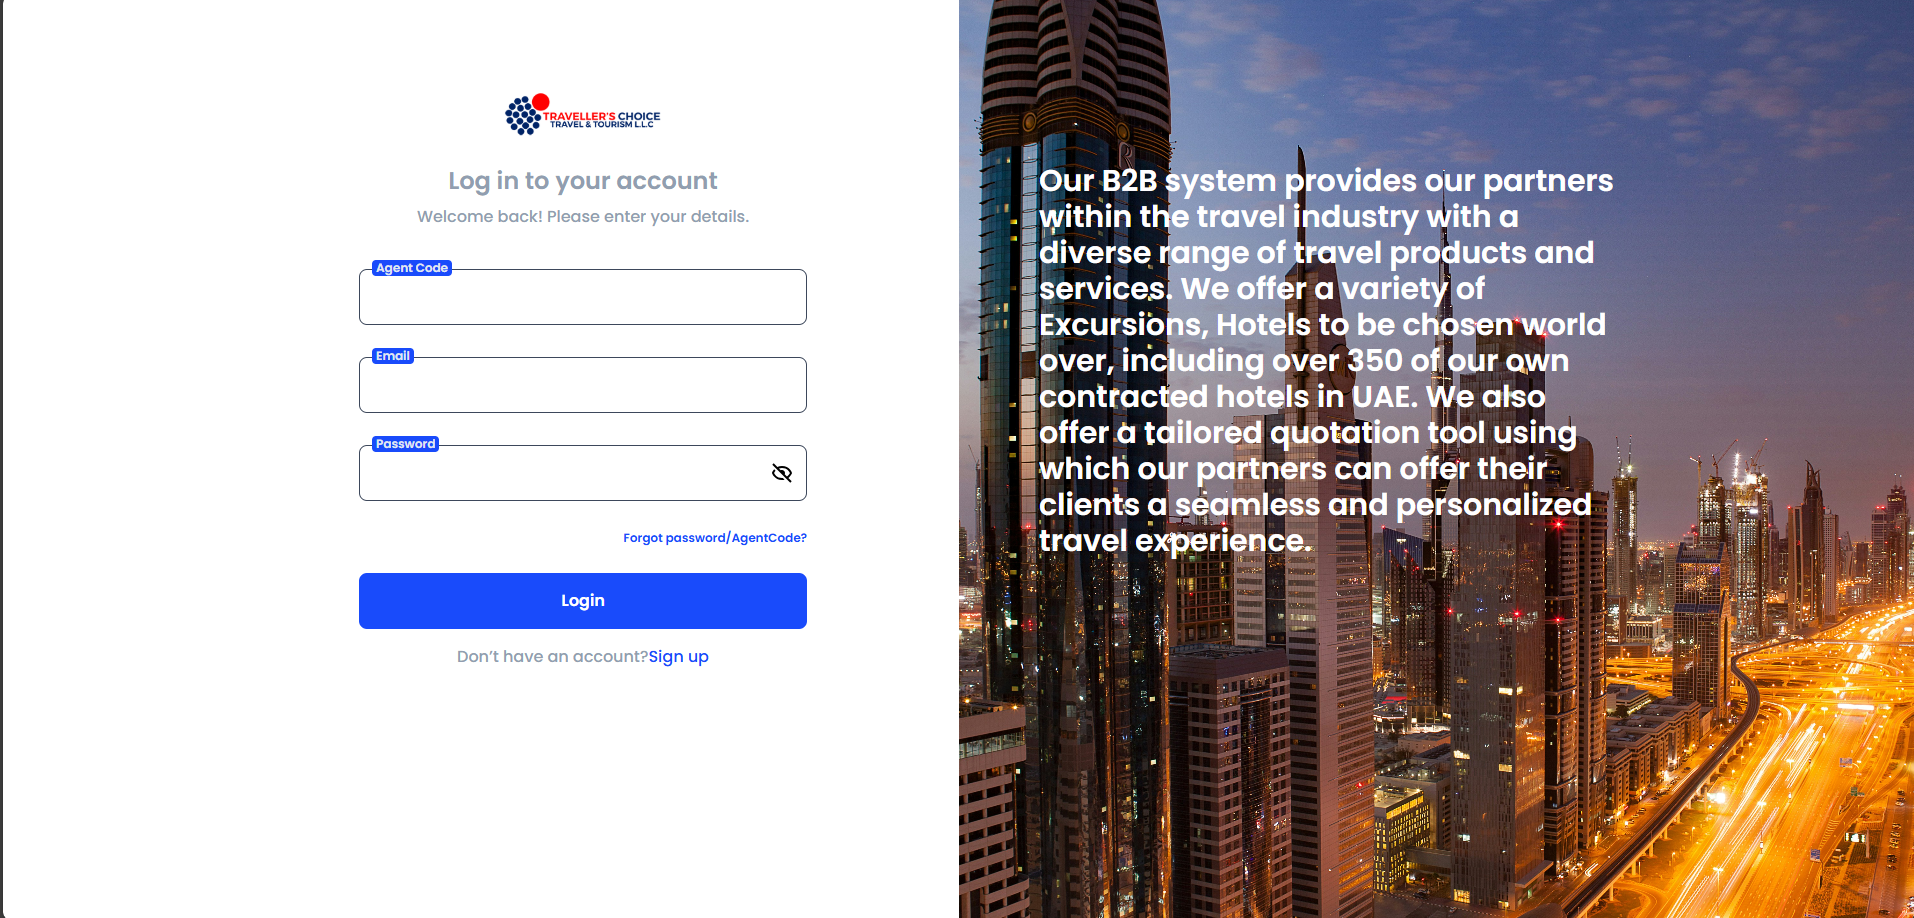 TRAVELLER'S CHOICE
TRAVEL & TOURISM L.L.C
Log in to your account
Welcome back! Please enter your details.
Agent Code
Email
Password
Forgot password/AgentCode?
Login
Don’t have an account?Sign up
Our B2B system provides our partners
within the travel industry with a
diverse range of travel products and
services. We offer a variety of
Excursions, Hotels to be chosen world
over, including over 350 of our own
contracted hotels in UAE. We also
offer a tailored quotation tool using
which our partners can offer their
clients a seamless and personalized
travel experience.